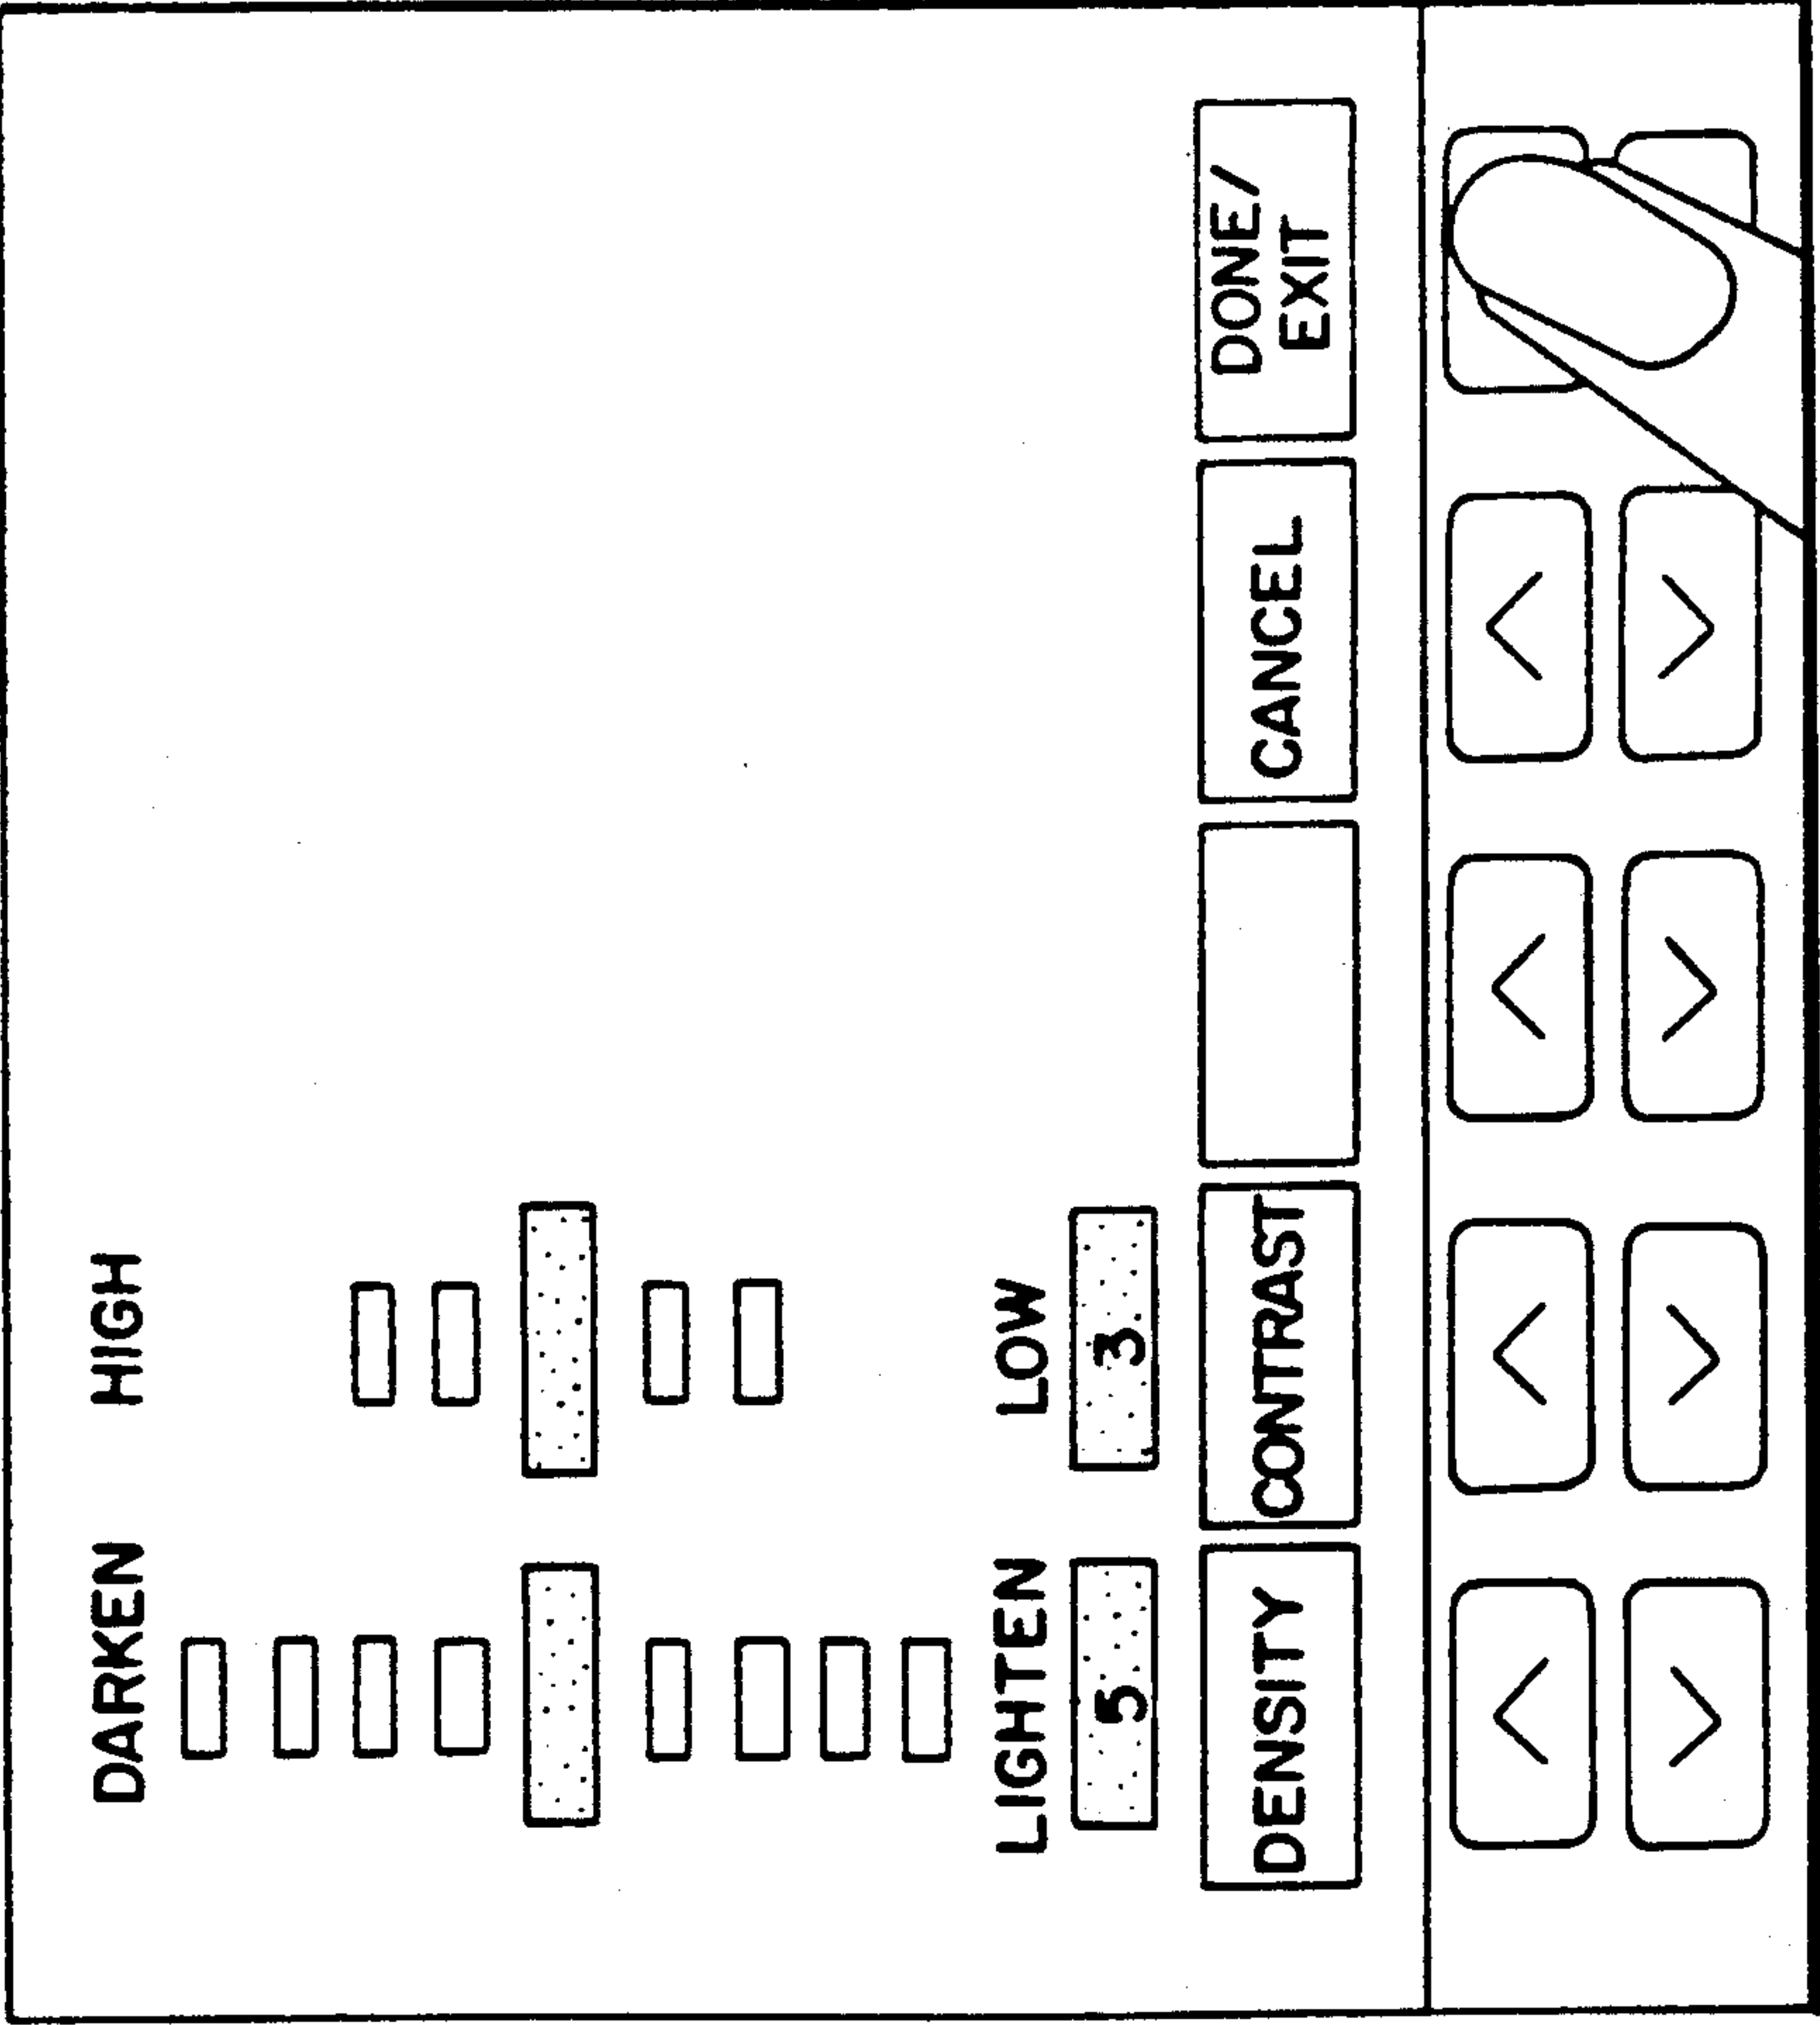 DARKEN HIGH
LIGHTEN LOW
5 3
DENSITY CONTRAST CANCEL DONE/
EXIT